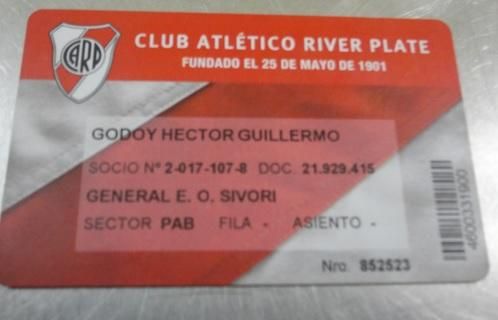 CARP
CLUB ATLÉTICO RIVER PLATE
FUNDADO EL 25 DE MAYO DE 1901
GODOY HECTOR GUILLERMO
SOCIO Nº 2-017-107-8 DOC. 21.929.415
GENERAL E. O. SIVORI
SECTOR PAB FILA - ASIENTO -
4600331900
Nro. 852523